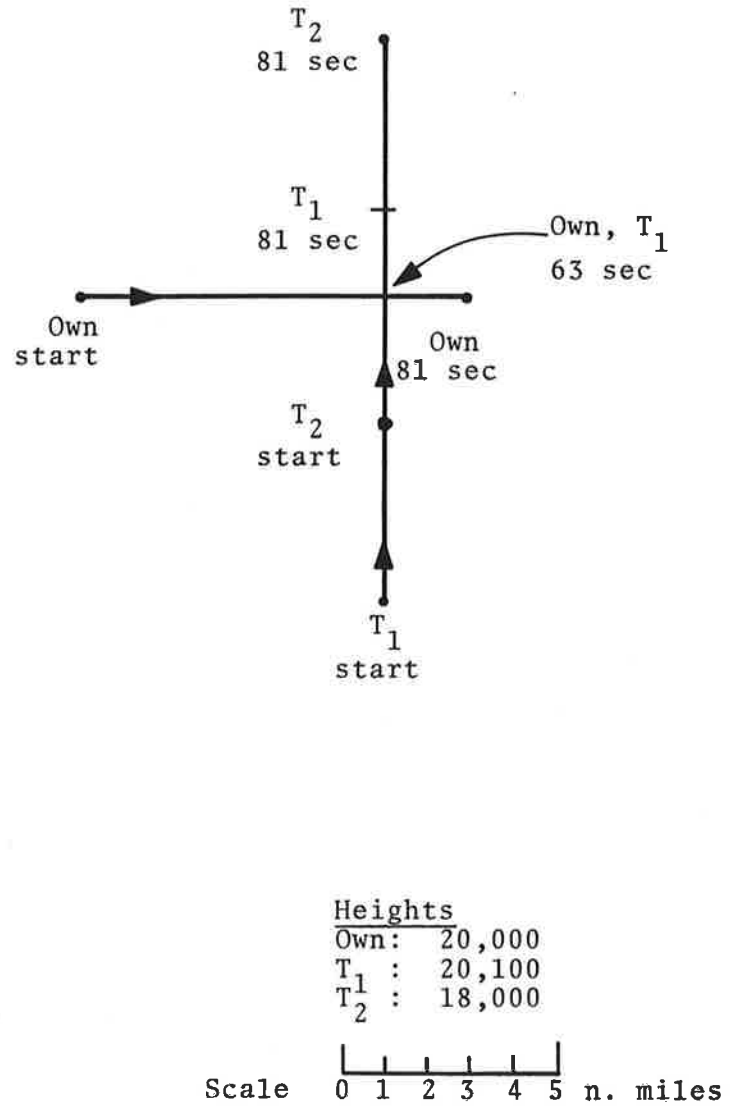 T₂
81 sec
T₁
81 sec
Own, T₁
63 sec
Own
start
Own
81 sec
T₂
start
T₁
start
Heights
Own: 20,000
T₁ : 20,100
T₂ : 18,000
Scale 0 1 2 3 4 5 n. miles